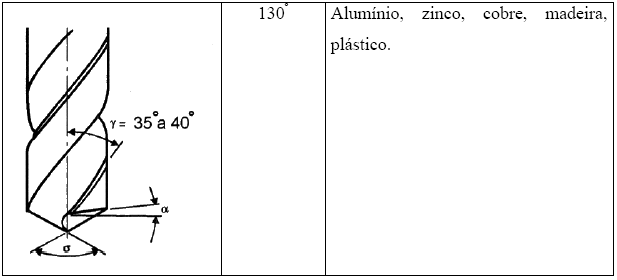 130°
Alumínio, zinco, cobre, madeira,
plástico.
γ = 35° a 40°
α
σ